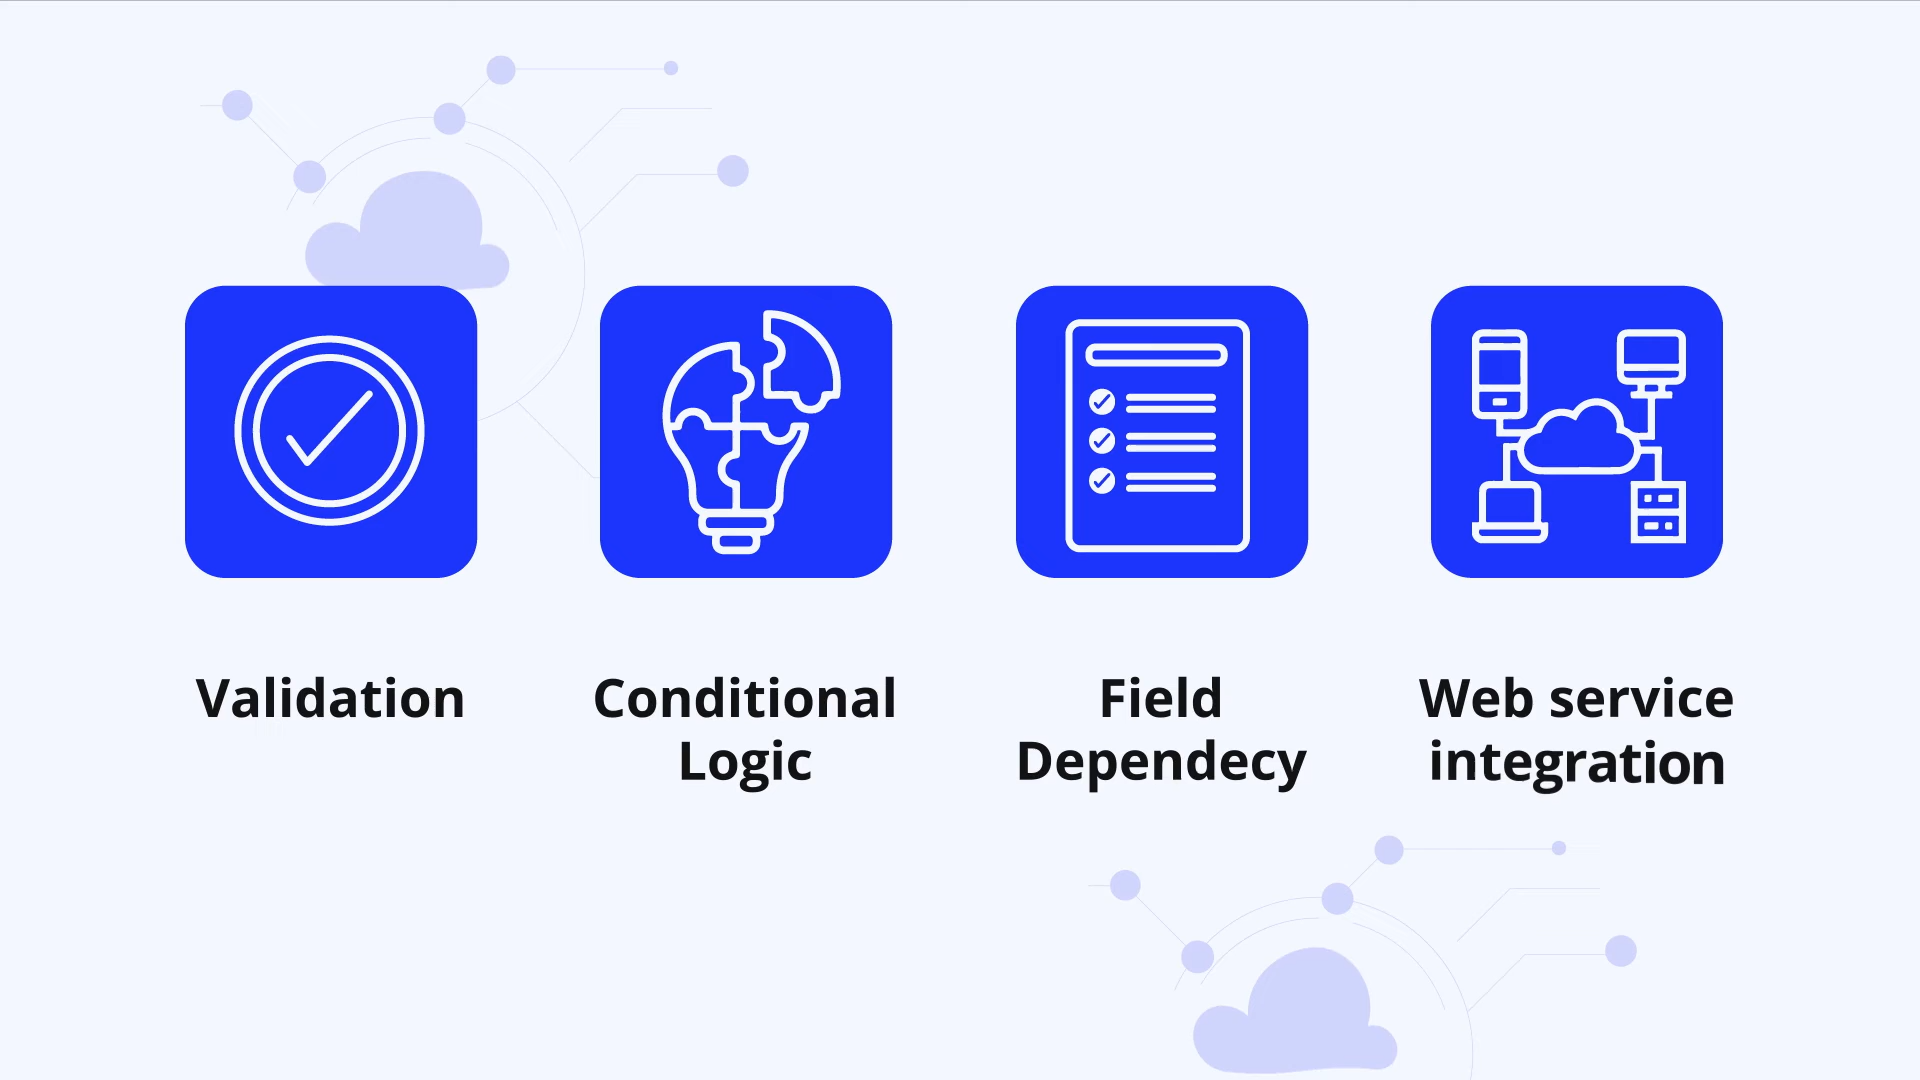 Validation
Conditional
Logic
Field
Dependecy
Web service
integration